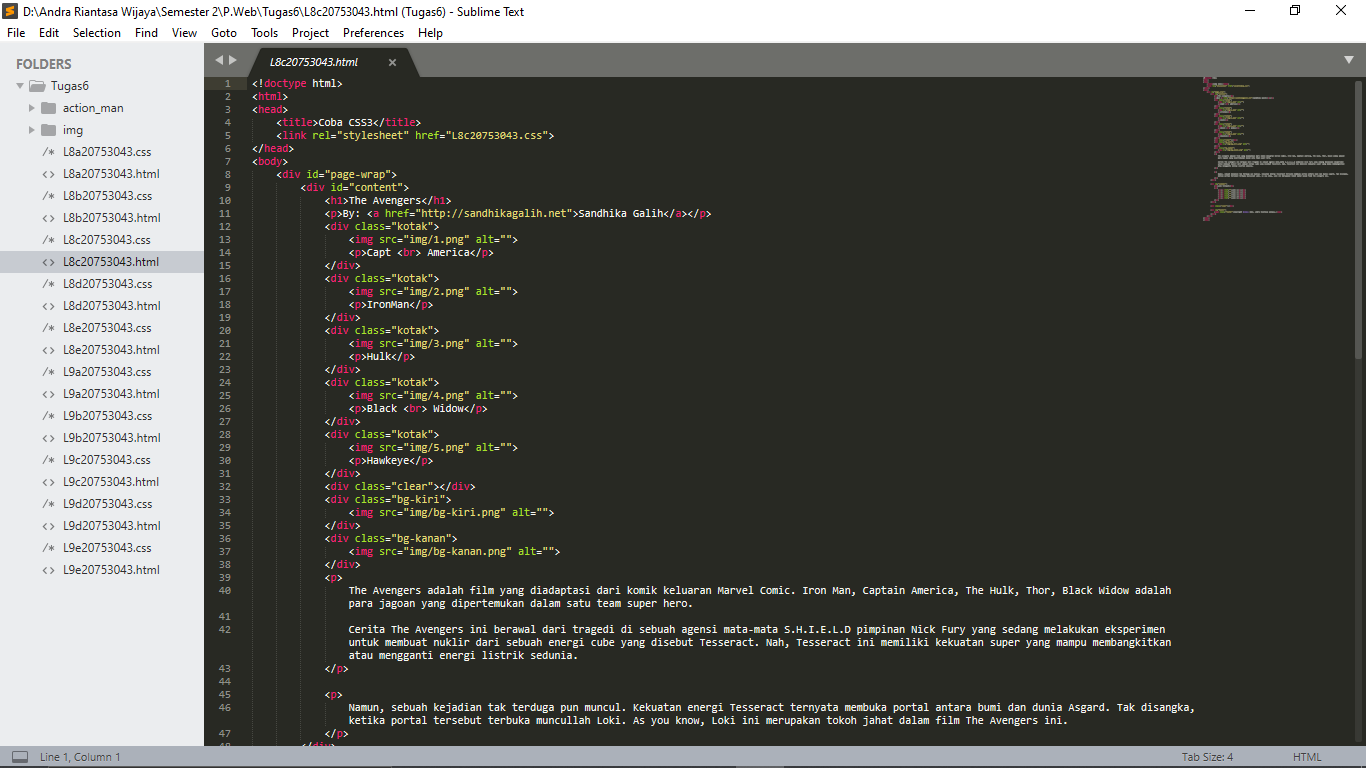 D:\Andra Riantasa Wijaya\Semester 2\P.Web\Tugas6\L8c20753043.html (Tugas6) - Sublime Text
File Edit Selection Find View Goto Tools Project Preferences Help
FOLDERS
Tugas6
action_man
img
/* L8a20753043.css
<> L8a20753043.html
/* L8b20753043.css
<> L8b20753043.html
/* L8c20753043.css
<> L8c20753043.html
/* L8d20753043.css
<> L8d20753043.html
/* L8e20753043.css
<> L8e20753043.html
/* L9a20753043.css
<> L9a20753043.html
/* L9b20753043.css
<> L9b20753043.html
/* L9c20753043.css
<> L9c20753043.html
/* L9d20753043.css
<> L9d20753043.html
/* L9e20753043.css
<> L9e20753043.html
L8c20753043.html
1 <!doctype html>
2 <html>
3 <head>
4 <title>Coba CSS3</title>
5 <link rel="stylesheet" href="L8c20753043.css">
6 </head>
7 <body>
8 <div id="page-wrap">
9 <div id="content">
10 <h1>The Avengers</h1>
11 <p>By: <a href="http://sandhikagalih.net">Sandhika Galih</a></p>
12 <div class="kotak">
13 <img src="img/1.png" alt="">
14 <p>Capt <br> America</p>
15 </div>
16 <div class="kotak">
17 <img src="img/2.png" alt="">
18 <p>IronMan</p>
19 </div>
20 <div class="kotak">
21 <img src="img/3.png" alt="">
22 <p>Hulk</p>
23 </div>
24 <div class="kotak">
25 <img src="img/4.png" alt="">
26 <p>Black <br> Widow</p>
27 </div>
28 <div class="kotak">
29 <img src="img/5.png" alt="">
30 <p>Hawkeye</p>
31 </div>
32 <div class="clear"></div>
33 <div class="bg-kiri">
34 <img src="img/bg-kiri.png" alt="">
35 </div>
36 <div class="bg-kanan">
37 <img src="img/bg-kanan.png" alt="">
38 </div>
39 <p>
40 The Avengers adalah film yang diadaptasi dari komik keluaran Marvel Comic. Iron Man, Captain America, The Hulk, Thor, Black Widow adalah
para jagoan yang dipertemukan dalam satu team super hero.
41
42 Cerita The Avengers ini berawal dari tragedi di sebuah agensi mata-mata S.H.I.E.L.D pimpinan Nick Fury yang sedang melakukan eksperimen
untuk membuat nuklir dari sebuah energi cube yang disebut Tesseract. Nah, Tesseract ini memiliki kekuatan super yang mampu membangkitkan
atau mengganti energi listrik sedunia.
43 </p>
44
45 <p>
46 Namun, sebuah kejadian tak terduga pun muncul. Kekuatan energi Tesseract ternyata membuka portal antara bumi dan dunia Asgard. Tak disangka,
ketika portal tersebut terbuka muncullah Loki. As you know, Loki ini merupakan tokoh jahat dalam film The Avengers ini.
47 </p>
48 </div>
Line 1, Column 1
Tab Size: 4
HTML